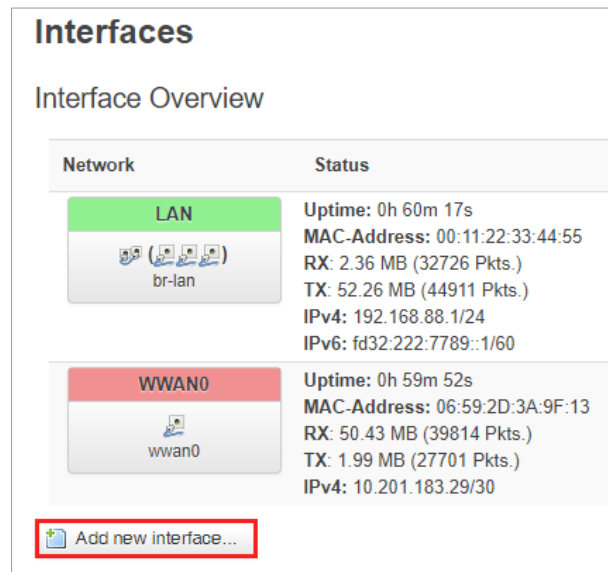 Interfaces
Interface Overview
Network Status
LAN
(
)
br-lan
Uptime: 0h 60m 17s
MAC-Address: 00:11:22:33:44:55
RX: 2.36 MB (32726 Pkts.)
TX: 52.26 MB (44911 Pkts.)
IPv4: 192.168.88.1/24
IPv6: fd32:222:7789::1/60
WWAN0
wwan0
Uptime: 0h 59m 52s
MAC-Address: 06:59:2D:3A:9F:13
RX: 50.43 MB (39814 Pkts.)
TX: 1.99 MB (27701 Pkts.)
IPv4: 10.201.183.29/30
Add new interface...